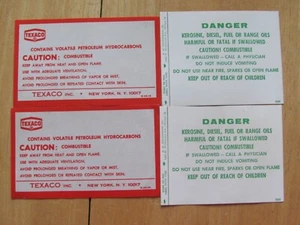 TEXACO
CONTAINS VOLATILE PETROLEUM HYDROCARBONS
CAUTION: COMBUSTIBLE
KEEP AWAY FROM HEAT AND OPEN FLAME.
USE WITH ADEQUATE VENTILATION.
AVOID PROLONGED BREATHING OF VAPOR OR MIST.
AVOID PROLONGED OR REPEATED CONTACT WITH SKIN.
TEXACO INC. • NEW YORK, N. Y. 10017
DANGER
KEROSINE, DIESEL, FUEL OR RANGE OILS
HARMFUL OR FATAL IF SWALLOWED
CAUTION! COMBUSTIBLE
IF SWALLOWED - CALL A PHYSICIAN
DO NOT INDUCE VOMITING
DO NOT USE NEAR FIRE, SPARKS OR OPEN FLAMES
KEEP OUT OF REACH OF CHILDREN
TEXACO
CONTAINS VOLATILE PETROLEUM HYDROCARBONS
CAUTION: COMBUSTIBLE
KEEP AWAY FROM HEAT AND OPEN FLAME.
USE WITH ADEQUATE VENTILATION.
AVOID PROLONGED BREATHING OF VAPOR OR MIST.
AVOID PROLONGED OR REPEATED CONTACT WITH SKIN.
TEXACO INC. • NEW YORK, N. Y. 10017
DANGER
KEROSINE, DIESEL, FUEL OR RANGE OILS
HARMFUL OR FATAL IF SWALLOWED
CAUTION! COMBUSTIBLE
IF SWALLOWED - CALL A PHYSICIAN
DO NOT INDUCE VOMITING
DO NOT USE NEAR FIRE, SPARKS OR OPEN FLAMES
KEEP OUT OF REACH OF CHILDREN